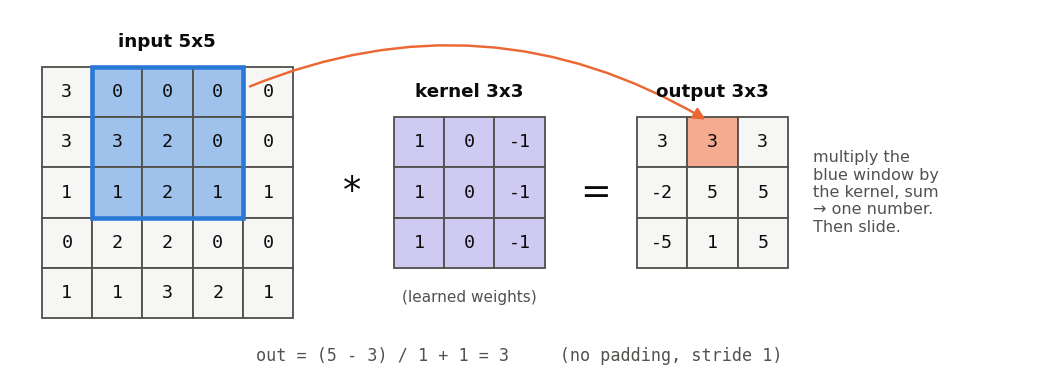 input 5x5
3 0 0 0 0
3 3 2 0 0
1 1 2 1 1
0 2 2 0 0
1 1 3 2 1
*
kernel 3x3
1 0 -1
1 0 -1
1 0 -1
(learned weights)
=
output 3x3
3 3 3
-2 5 5
-5 1 5
multiply the
blue window by
the kernel, sum
→ one number.
Then slide.
out = (5 - 3) / 1 + 1 = 3 (no padding, stride 1)